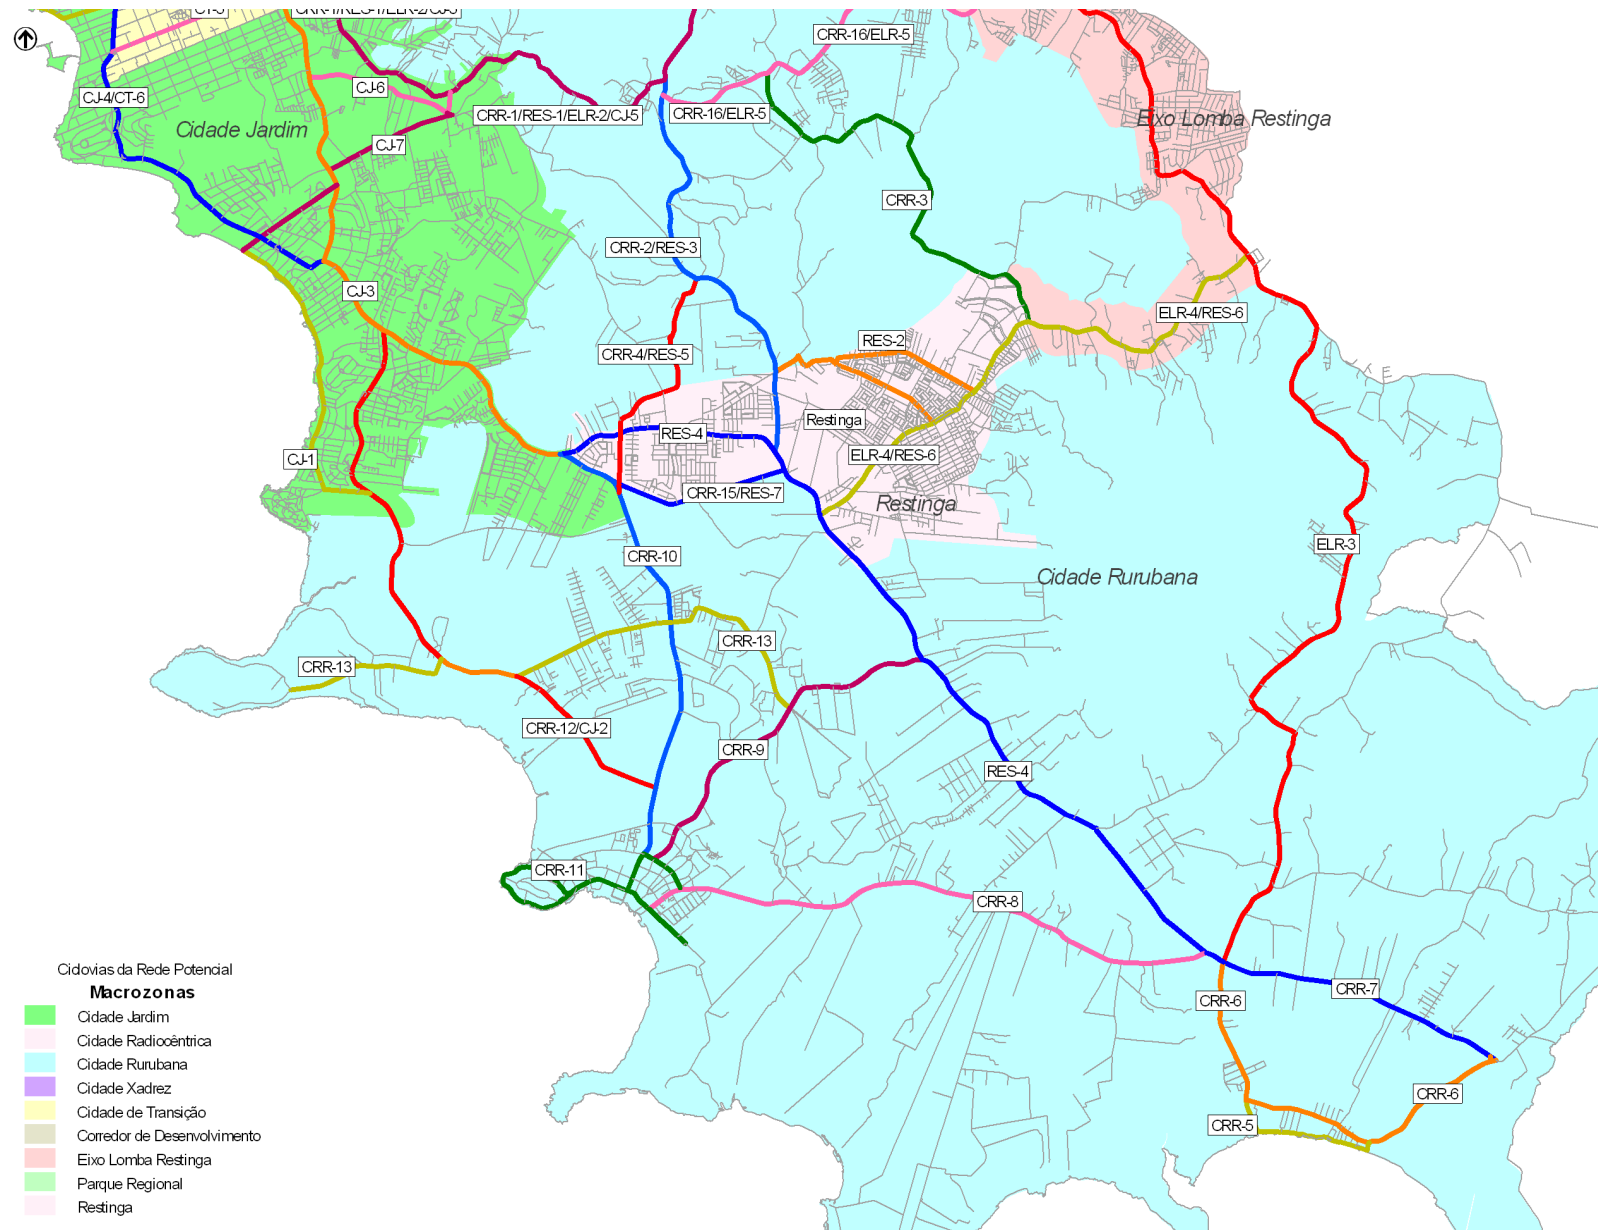 CT-5
CRR-1/RES-1/ELR-2/CJ-5
CRR-16/ELR-5
CJ-6
CJ-4/CT-6
CRR-1/RES-1/ELR-2/CJ-5
CRR-16/ELR-5
Eixo Lomba Restinga
Cidade Jardim
CJ-7
CRR-3
CRR-2/RES-3
CJ-3
ELR-4/RES-6
RES-2
CRR-4/RES-5
Restinga
RES-4
ELR-4/RES-6
CJ-1
CRR-15/RES-7
Restinga
ELR-3
CRR-10
Cidade Rururbana
CRR-13
CRR-13
CRR-12/CJ-2
CRR-9
RES-4
CRR-11
CRR-8
CRR-7
CRR-6
CRR-6
CRR-5
Ciclovias da Rede Potencial
Macrozonas
Cidade Jardim
Cidade Radiocêntrica
Cidade Rururbana
Cidade Xadrez
Cidade de Transição
Corredor de Desenvolvimento
Eixo Lomba Restinga
Parque Regional
Restinga